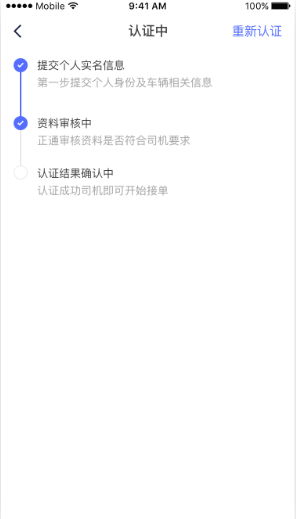 Mobile 9:41 AM 100%
认证中 重新认证
提交个人实名信息
第一步提交个人身份及车辆相关信息
资料审核中
正通审核资料是否符合司机要求
认证结果确认中
认证成功司机即可开始接单